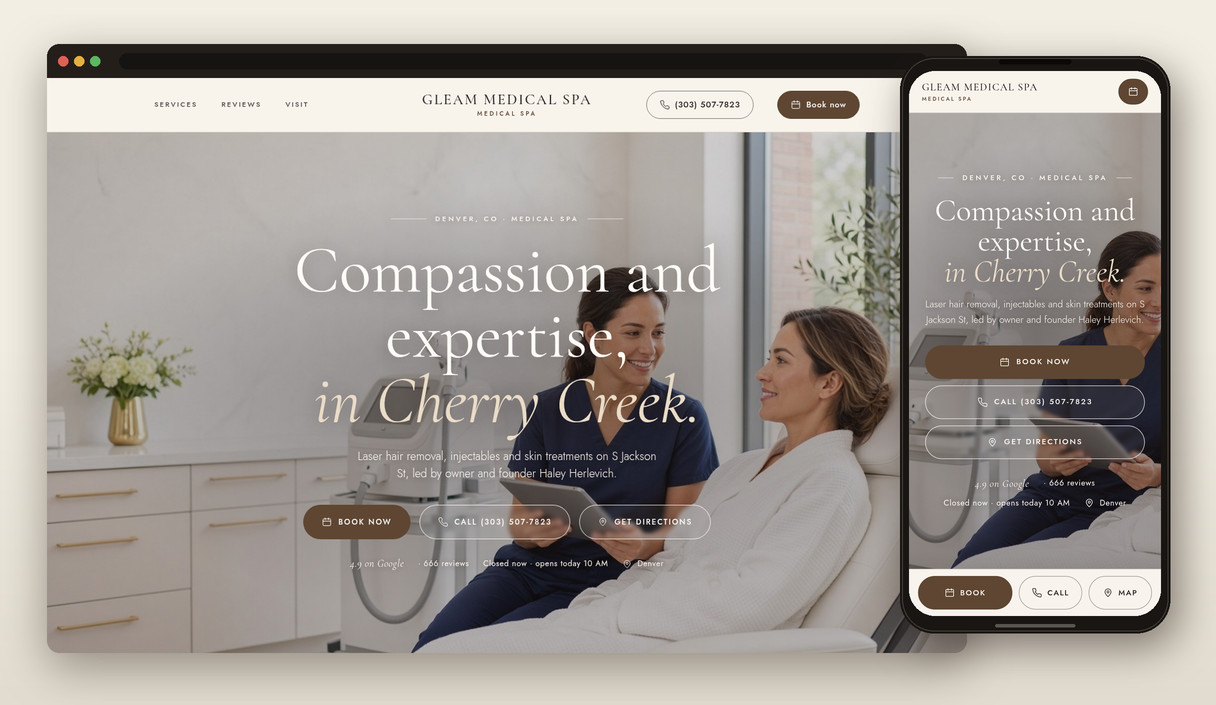 SERVICES REVIEWS VISIT
GLEAM MEDICAL SPA
MEDICAL SPA
(303) 507-7823
Book now
DENVER, CO · MEDICAL SPA
Compassion and
expertise,
in Cherry Creek.
Laser hair removal, injectables and skin treatments on S Jackson
St, led by owner and founder Haley Herlevich.
BOOK NOW
CALL (303) 507-7823
GET DIRECTIONS
4.9 on Google · 666 reviews Closed now · opens today 10 AM Denver
GLEAM MEDICAL SPA
MEDICAL SPA
DENVER, CO · MEDICAL SPA
Compassion and
expertise,
in Cherry Creek.
Laser hair removal, injectables and skin treatments on S
Jackson St, led by owner and founder Haley Herlevich.
BOOK NOW
CALL (303) 507-7823
GET DIRECTIONS
4.9 on Google · 666 reviews
Closed now · opens today 10 AM Denver
BOOK CALL MAP